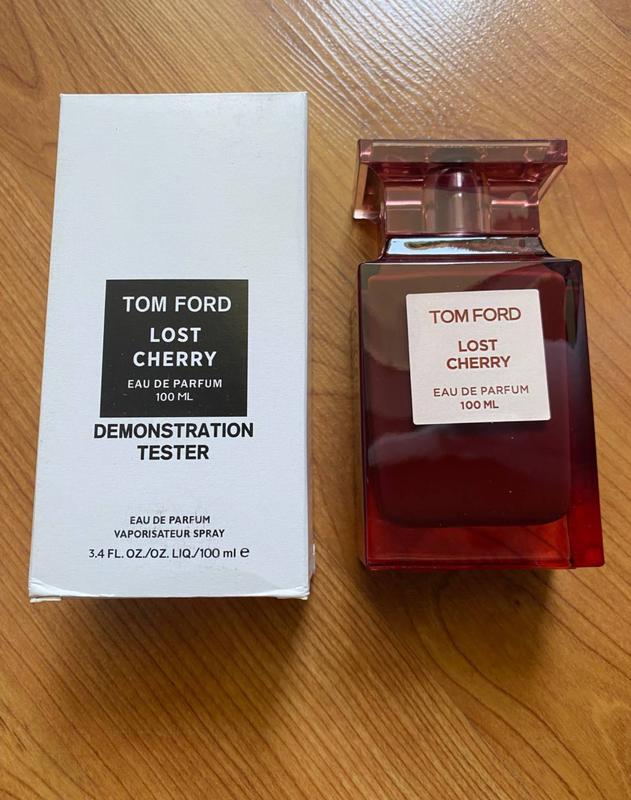 TOM FORD
LOST
CHERRY
EAU DE PARFUM
100 ML
DEMONSTRATION
TESTER
EAU DE PARFUM
VAPORISATEUR SPRAY
3.4 FL. OZ./OZ. LIQ./100 ml e
TOM FORD
LOST
CHERRY
EAU DE PARFUM
100 ML